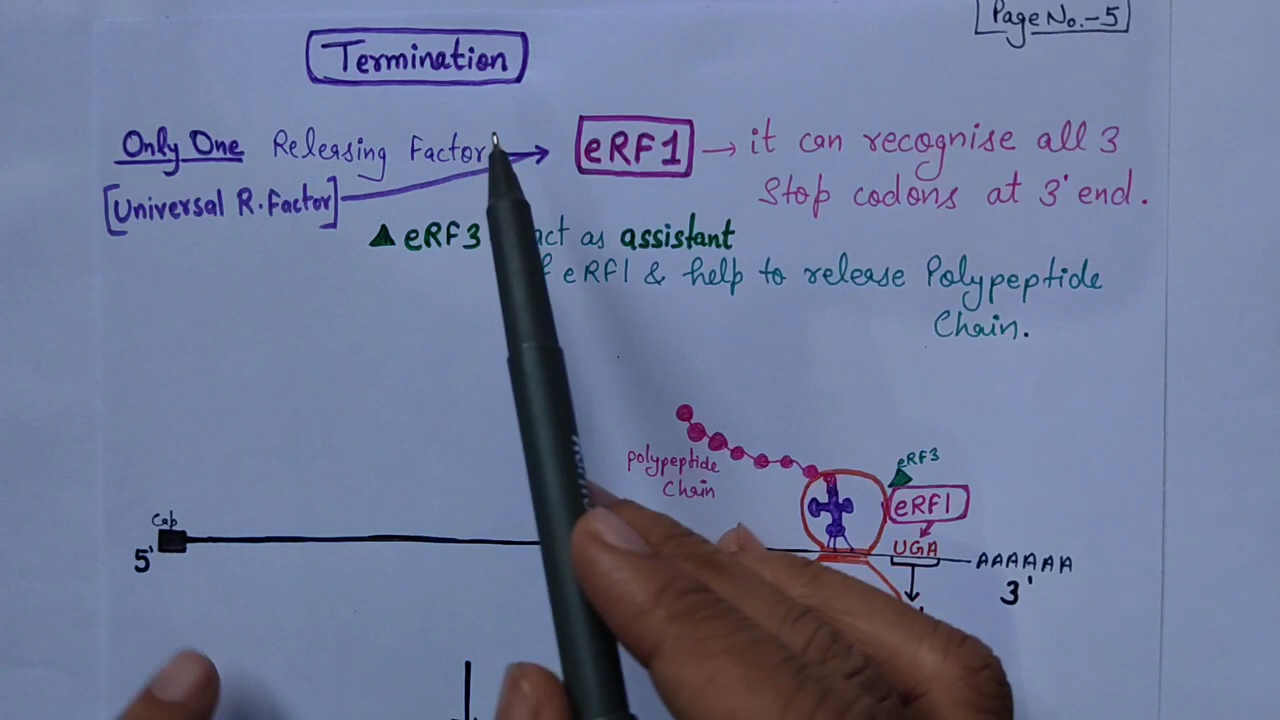 Page No.-5
Termination
Only One Releasing Factor → eRF1 → it can recognise all 3
[Universal R. Factor] Stop codons at 3' end.
▲ eRF3 act as assistant
eRF1 & help to release Polypeptide
Chain.
polypeptide
Chain
eRF3
eRF1
Cap
UGA
5'
AAAAAA
3'